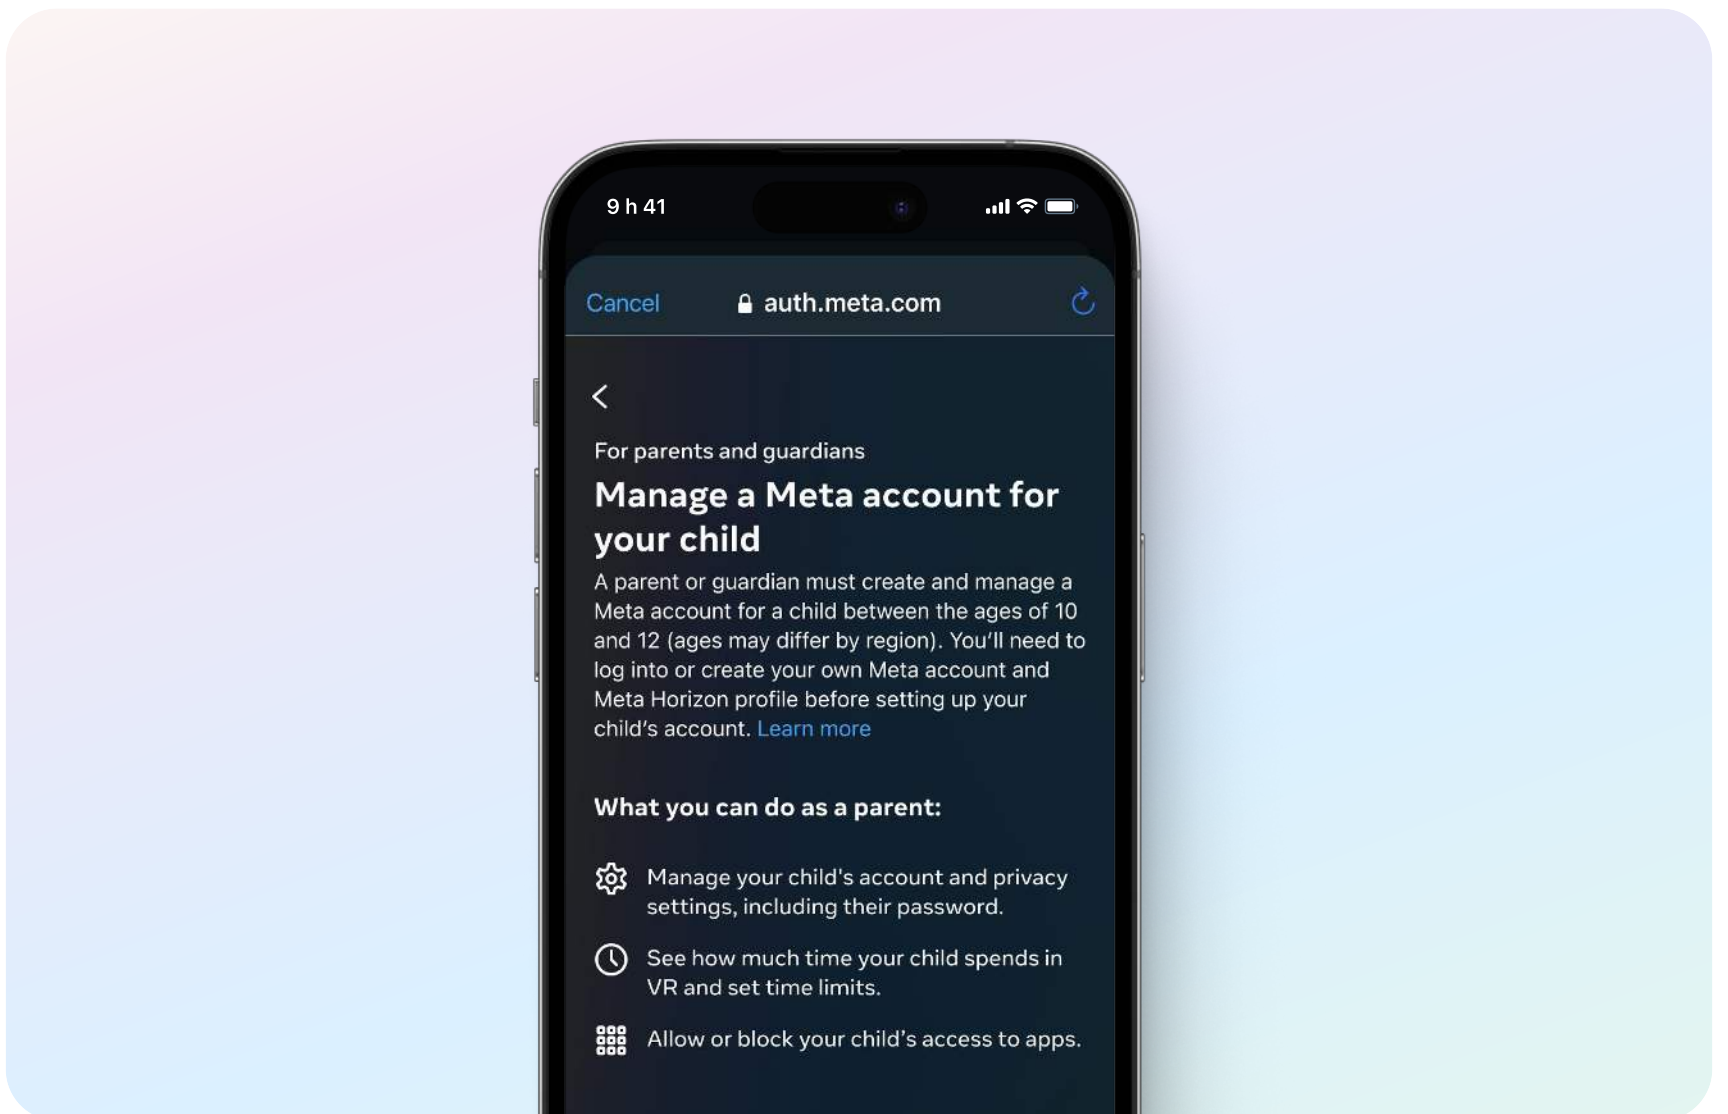 9 h 41
Cancel
auth.meta.com
For parents and guardians
Manage a Meta account for
your child
A parent or guardian must create and manage a
Meta account for a child between the ages of 10
and 12 (ages may differ by region). You’ll need to
log into or create your own Meta account and
Meta Horizon profile before setting up your
child’s account. Learn more
What you can do as a parent:
Manage your child's account and privacy
settings, including their password.
See how much time your child spends in
VR and set time limits.
Allow or block your child’s access to apps.